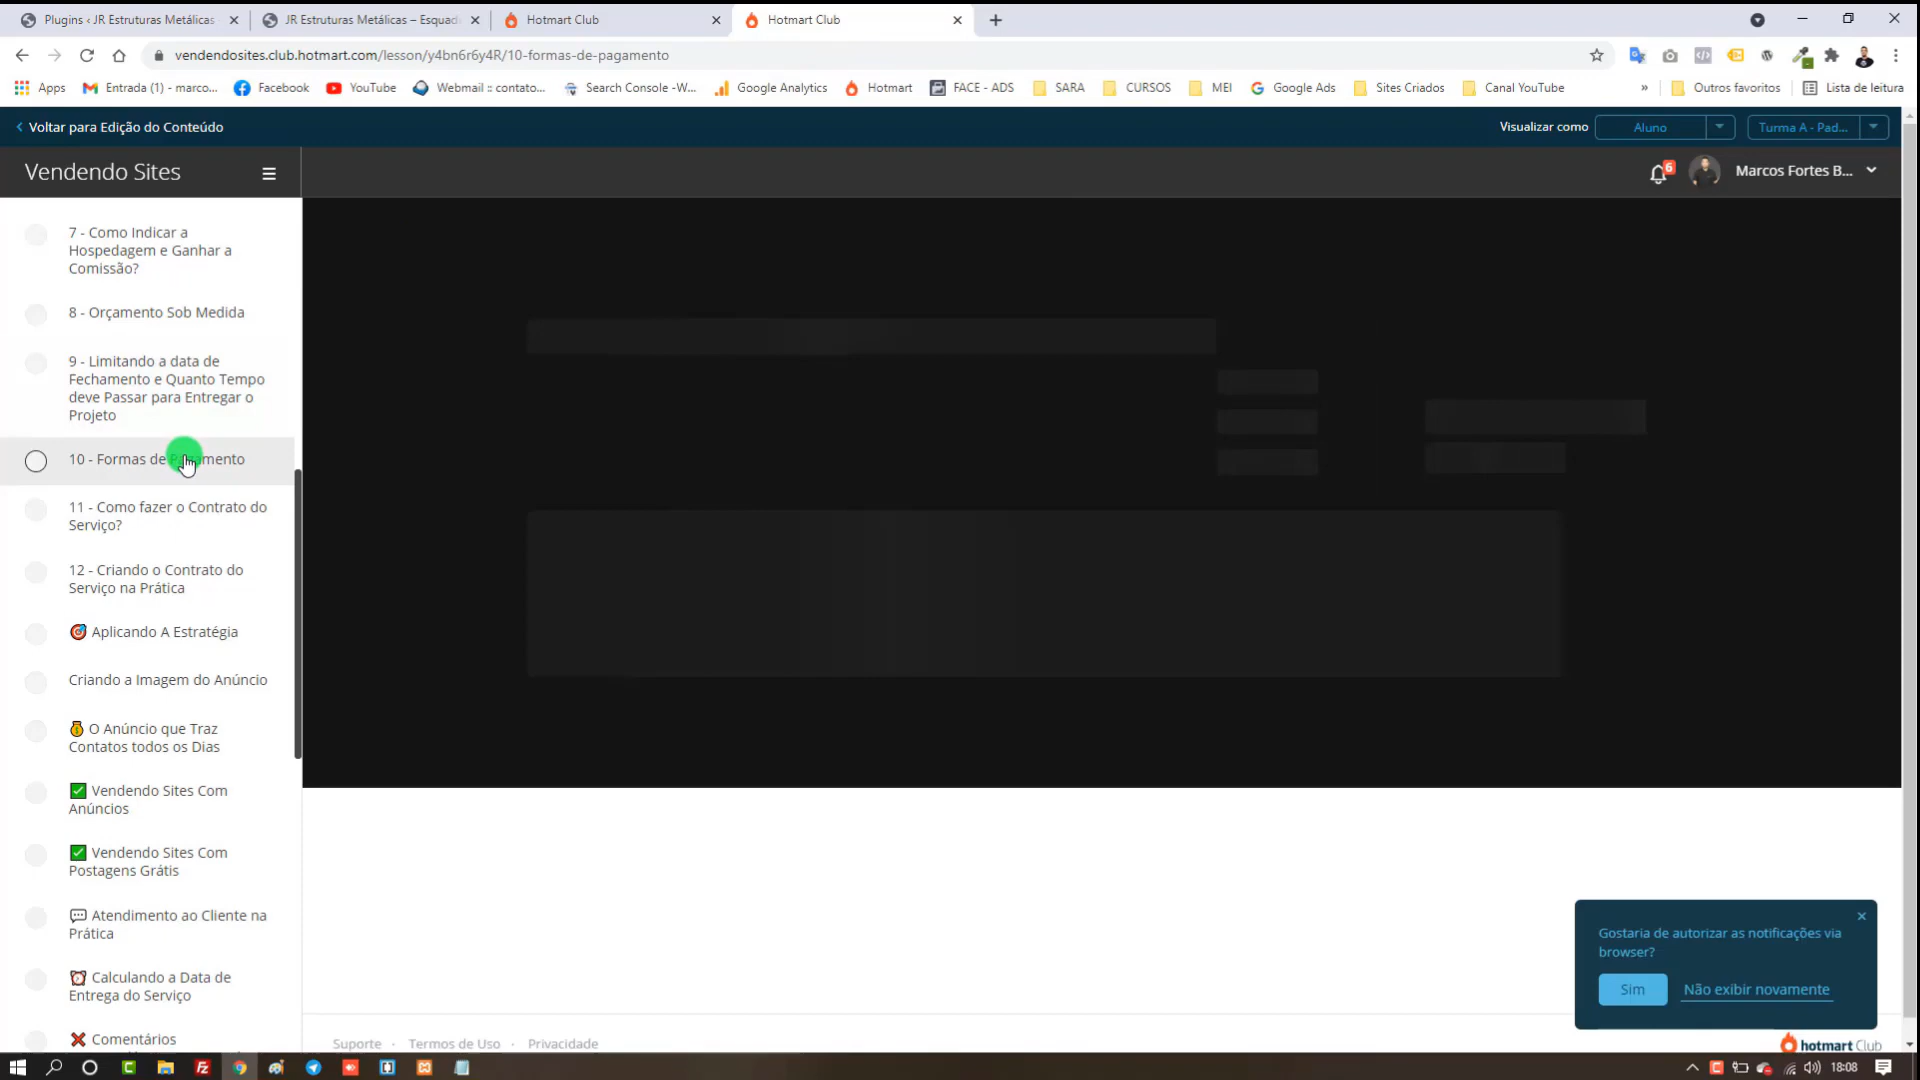 Plugins ‹ JR Estruturas Metálicas
JR Estruturas Metálicas – Esquad
Hotmart Club
Hotmart Club
vendendosites.club.hotmart.com/lesson/y4bn6r6y4R/10-formas-de-pagamento
Apps
Entrada (1) - marco...
Facebook
YouTube
Webmail :: contato...
Search Console -W...
Google Analytics
Hotmart
FACE - ADS
SARA
CURSOS
MEI
Google Ads
Sites Criados
Canal YouTube
»
Outros favoritos
Lista de leitura
Voltar para Edição do Conteúdo
Visualizar como
Aluno
Turma A - Pad...
Vendendo Sites
6
Marcos Fortes B...
7 - Como Indicar a
Hospedagem e Ganhar a
Comissão?
8 - Orçamento Sob Medida
9 - Limitando a data de
Fechamento e Quanto Tempo
deve Passar para Entregar o
Projeto
10 - Formas de Pagamento
11 - Como fazer o Contrato do
Serviço?
12 - Criando o Contrato do
Serviço na Prática
🎯 Aplicando A Estratégia
Criando a Imagem do Anúncio
💰 O Anúncio que Traz
Contatos todos os Dias
✅ Vendendo Sites Com
Anúncios
✅ Vendendo Sites Com
Postagens Grátis
💬 Atendimento ao Cliente na
Prática
⏰ Calculando a Data de
Entrega do Serviço
❌ Comentários
Gostaria de autorizar as notificações via
browser?
Sim
Não exibir novamente
Suporte · Termos de Uso · Privacidade
hotmart Club
18:08